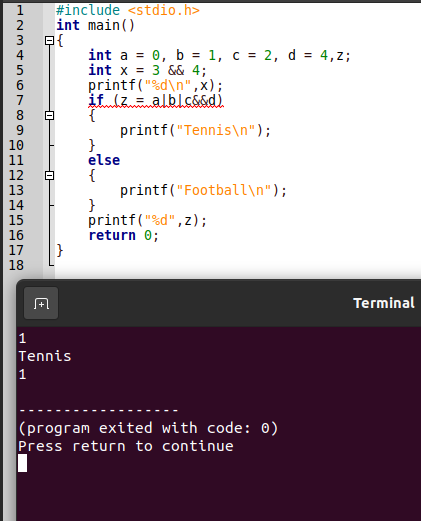 1 #include <stdio.h>
2 int main()
3 {
4     int a = 0, b = 1, c = 2, d = 4,z;
5     int x = 3 && 4;
6     printf("%d\n",x);
7     if (z = a|b|c&&d)
8     {
9         printf("Tennis\n");
10     }
11     else
12     {
13         printf("Football\n");
14     }
15     printf("%d",z);
16     return 0;
17 }
18
Terminal
1
Tennis
1
------------------
(program exited with code: 0)
Press return to continue